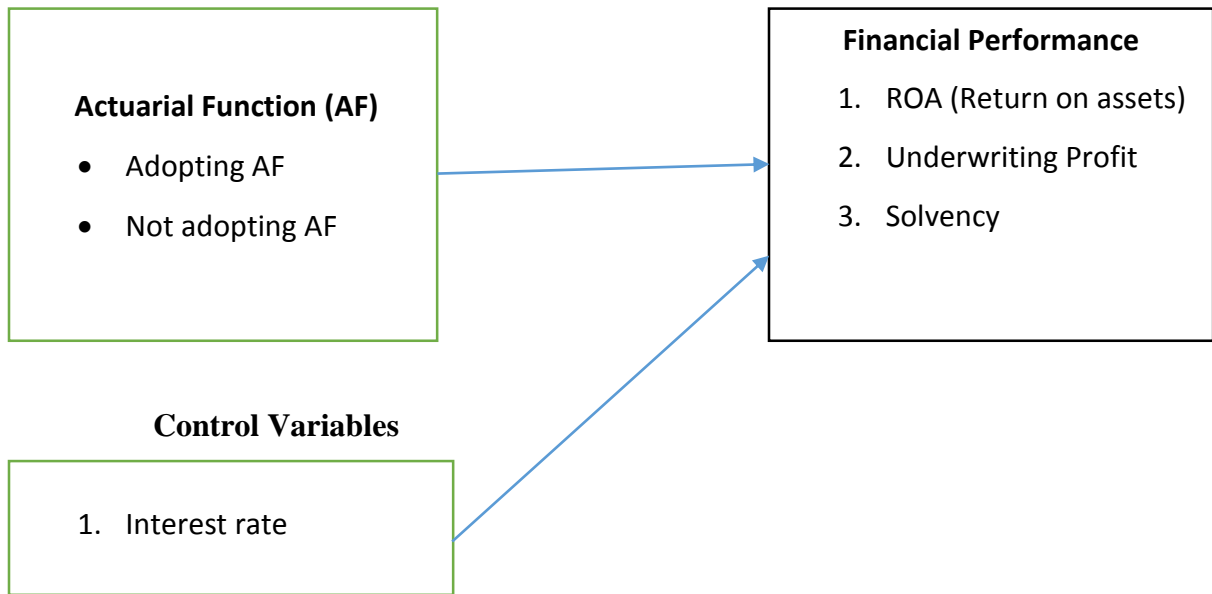 Actuarial Function (AF)
• Adopting AF
• Not adopting AF
Financial Performance
1. ROA (Return on assets)
2. Underwriting Profit
3. Solvency
Control Variables
1. Interest rate